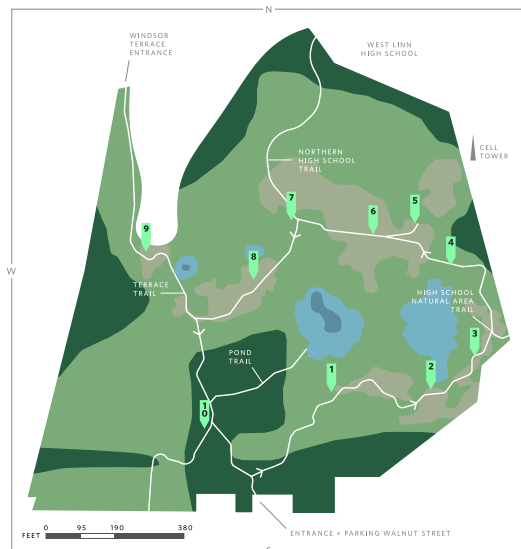 N
WINDSOR
TERRACE
ENTRANCE
WEST LINN
HIGH SCHOOL
CELL
TOWER
NORTHERN
HIGH SCHOOL
TRAIL
5
7
6
9
4
8
W
TERRACE
TRAIL
HIGH SCHOOL
NATURAL AREA
TRAIL
3
POND
TRAIL
1
2
1
0
ENTRANCE + PARKING WALNUT STREET
FEET 0 95 190 380